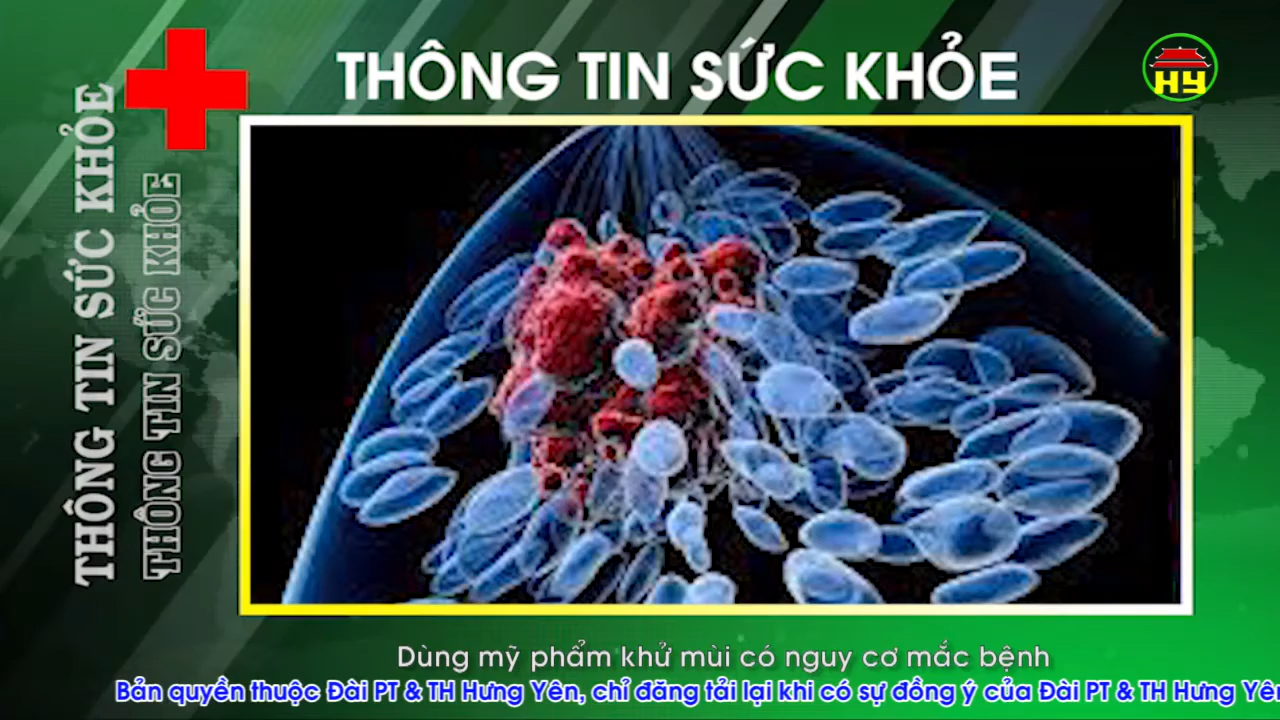 THÔNG TIN SỨC KHỎE
HY
THÔNG TIN SỨC KHỎE
THÔNG TIN SỨC KHỎE
Dùng mỹ phẩm khử mùi có nguy cơ mắc bệnh
Bản quyền thuộc Đài PT & TH Hưng Yên, chỉ đăng tải lại khi có sự đồng ý của Đài PT & TH Hưng Yên